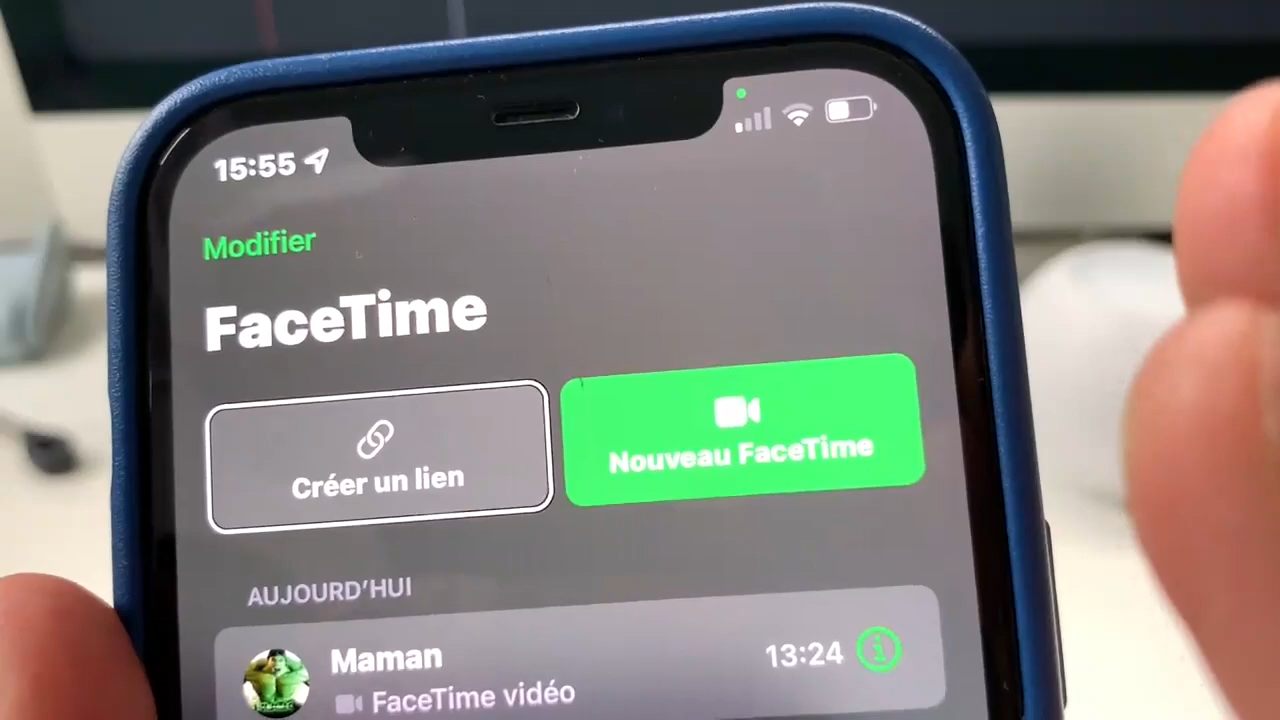 15:55
Modifier
FaceTime
Créer un lien
Nouveau FaceTime
AUJOURD'HUI
Maman
13:24
FaceTime vidéo